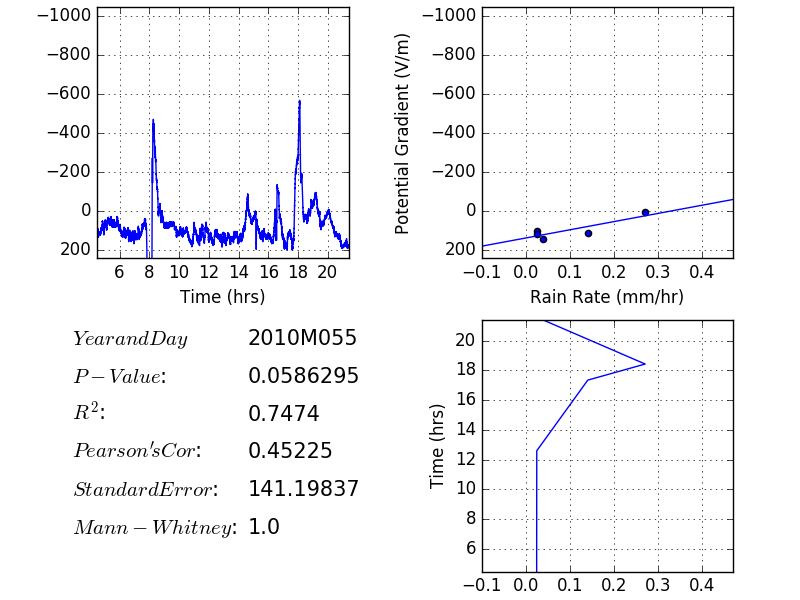 −1000
−800
−600
−400
−200
0
200
6 8 10 12 14 16 18 20
Time (hrs)
Potential Gradient (V/m)
−1000
−800
−600
−400
−200
0
200
−0.1 0.0 0.1 0.2 0.3 0.4
Rain Rate (mm/hr)
YearandDay 2010M055
P−Value: 0.0586295
R²: 0.7474
Pearson'sCor: 0.45225
StandardError: 141.19837
Mann−Whitney: 1.0
Time (hrs)
20
18
16
14
12
10
8
6
−0.1 0.0 0.1 0.2 0.3 0.4